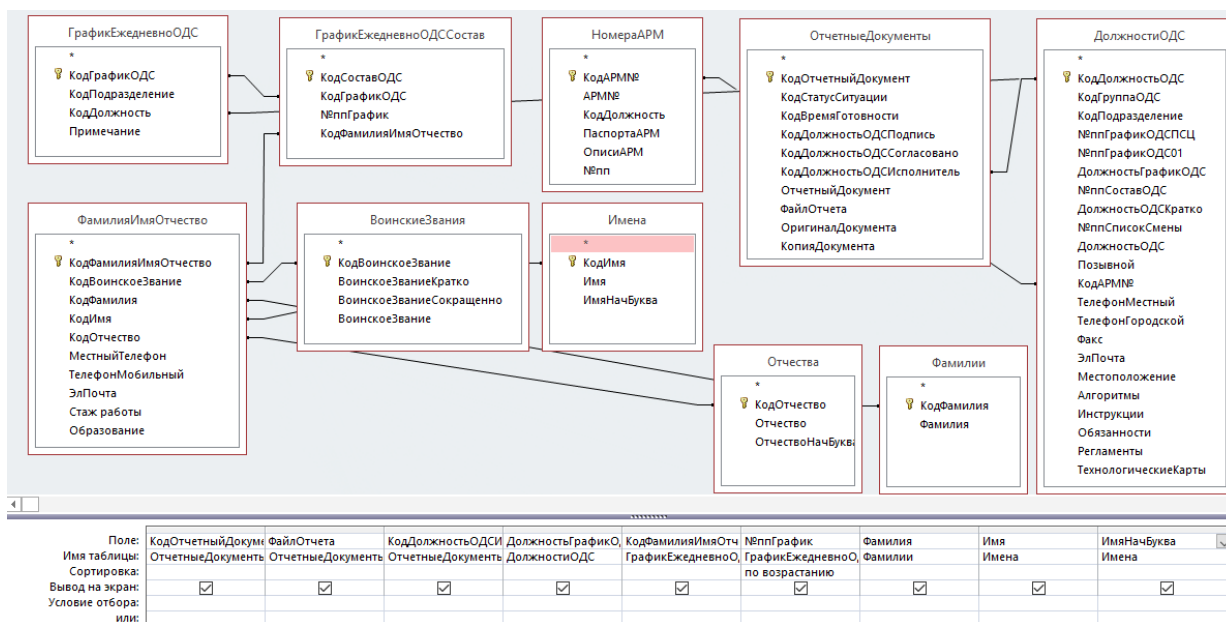 ГрафикЕжедневноОДС
*
КодГрафикОДС
КодПодразделение
КодДолжность
Примечание
ГрафикЕжедневноОДССостав
*
КодСоставОДС
КодГрафикОДС
№ппГрафик
КодФамилияИмяОтчество
НомераАРМ
*
КодАРМ№
АРМ№
КодДолжность
ПаспортаАРМ
ОписиАРМ
№пп
ОтчетныеДокументы
*
КодОтчетныйДокумент
КодСтатусСитуации
КодВремяГотовности
КодДолжностьОДСПодпись
КодДолжностьОДССогласовано
КодДолжностьОДСИсполнитель
ОтчетныйДокумент
ФайлОтчета
ОригиналДокумента
КопияДокумента
ДолжностиОДС
*
КодДолжностьОДС
КодГруппаОДС
КодПодразделение
№ппГрафикОДСПСЦ
№ппГрафикОДС01
ДолжностьГрафикОДС
№ппСоставОДС
ДолжностьОДСКратко
№ппСписокСмены
ДолжностьОДС
Позывной
КодАРМ№
ТелефонМестный
ТелефонГородской
Факс
ЭлПочта
Местоположение
Алгоритмы
Инструкции
Обязанности
Регламенты
ТехнологическиеКарты
ФамилияИмяОтчество
*
КодФамилияИмяОтчество
КодВоинскоеЗвание
КодФамилия
КодИмя
КодОтчество
МестныйТелефон
ТелефонМобильный
ЭлПочта
Стаж работы
Образование
ВоинскиеЗвания
*
КодВоинскоеЗвание
ВоинскоеЗваниеКратко
ВоинскоеЗваниеСокращенно
ВоинскоеЗвание
Имена
*
КодИмя
Имя
ИмяНачБуква
Отчества
*
КодОтчество
Отчество
ОтчествоНачБуква
Фамилии
*
КодФамилия
Фамилия
Поле: КодОтчетныйДокуме ФайлОтчета КодДолжностьОДСИ ДолжностьГрафикО, КодФамилияИмяОтч №ппГрафик Фамилия Имя ИмяНачБуква
Имя таблицы: ОтчетныеДокументь ОтчетныеДокументь ОтчетныеДокументь ДолжностиОДС ГрафикЕжедневноО, ГрафикЕжедневноО, Фамилии Имена Имена
Сортировка: по возрастанию
Вывод на экран:
Условие отбора:
или: